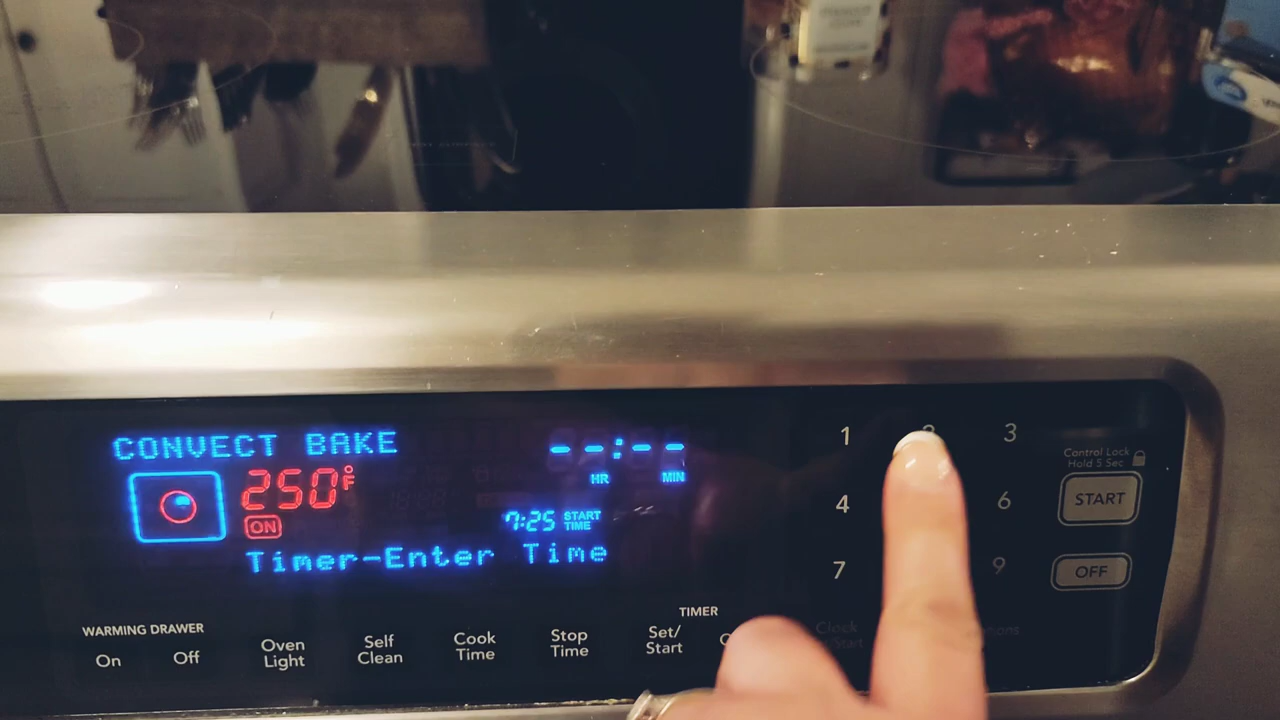 CONVECT BAKE
--:--
HR MIN
250°F
ON
7:25 START TIME
Timer-Enter Time
WARMING DRAWER
On Off
Oven Light
Self Clean
Cook Time
Stop Time
TIMER
Set/ Start
1 2 3
4 6
7 9
Control Lock
Hold 5 Sec
START
OFF
Clock